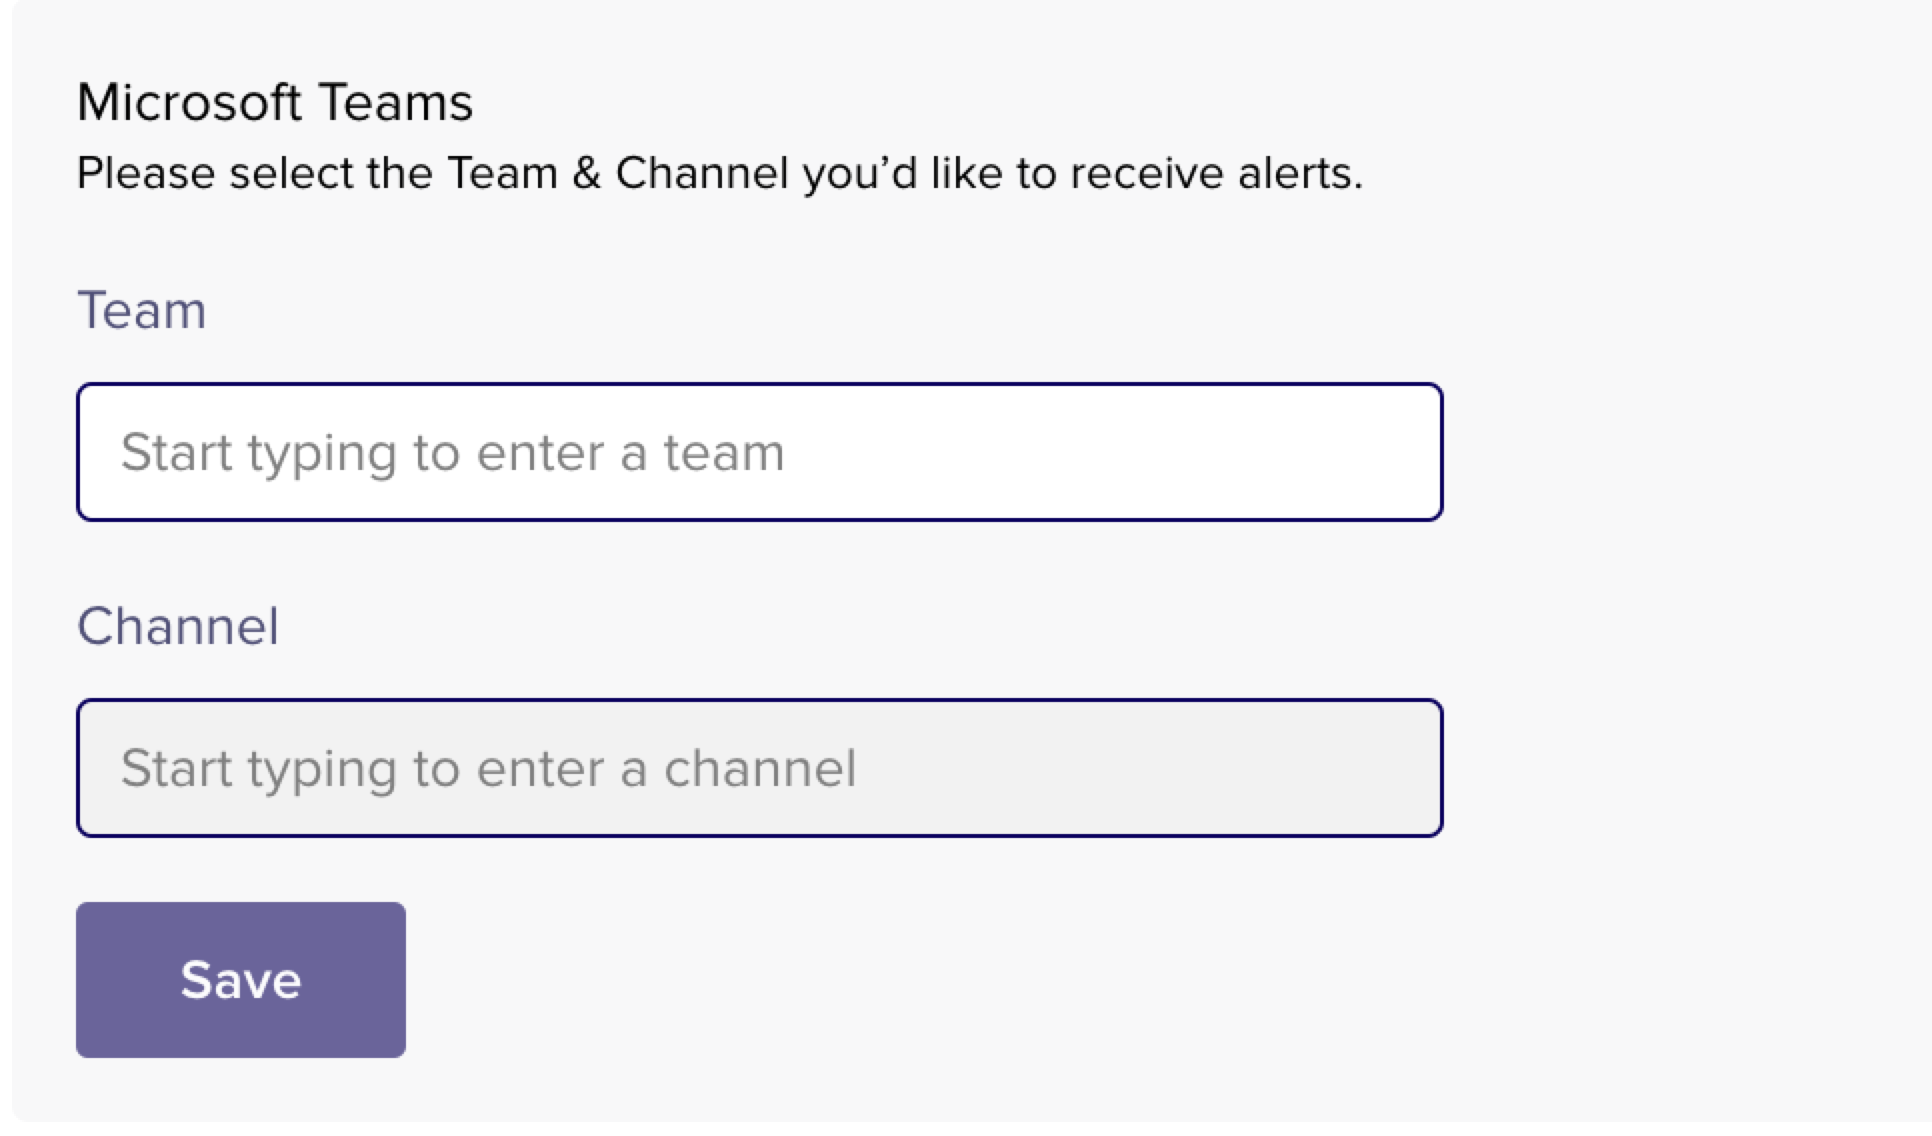 Microsoft Teams
Please select the Team & Channel you’d like to receive alerts.
Team
Start typing to enter a team
Channel
Start typing to enter a channel
Save